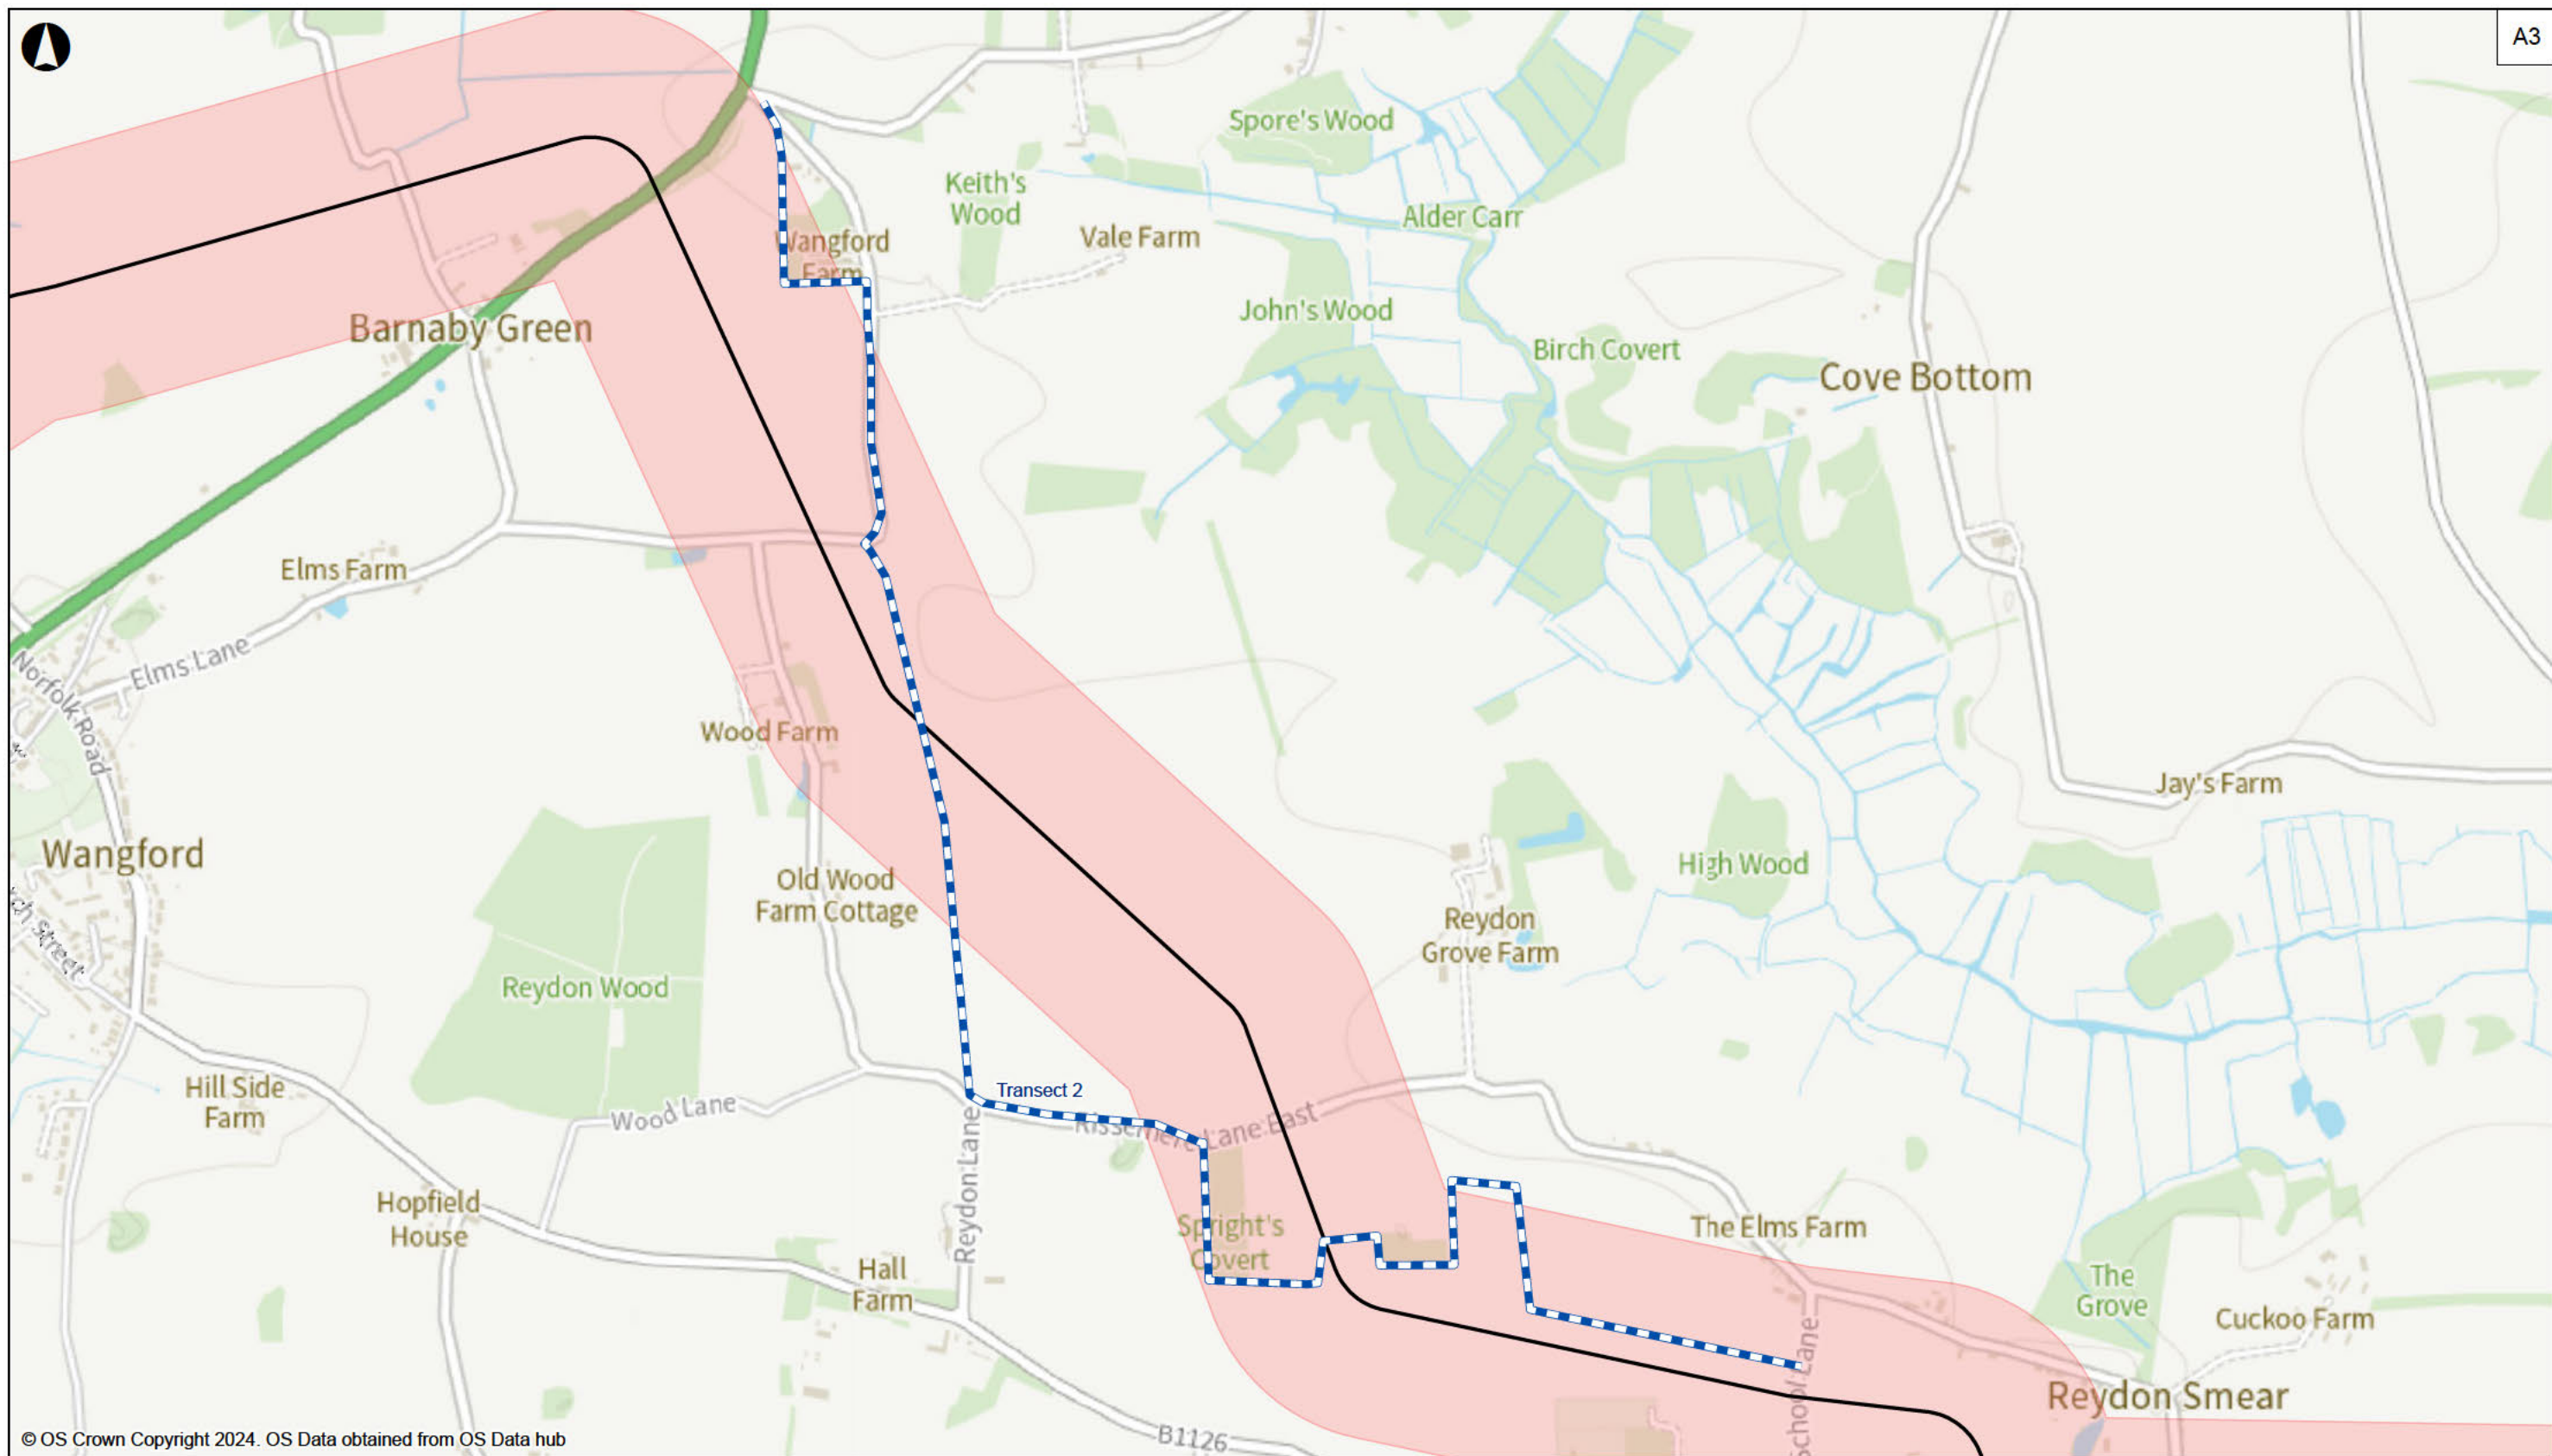 A3
Spore's Wood
Keith's
Wood
Alder Carr
Wangford
Farm
Vale Farm
John's Wood
Barnaby Green
Birch Covert
Cove Bottom
Elms Farm
Elms Lane
Norfolk Road
Wood Farm
Jay's Farm
Wangford
High Wood
Old Wood
Farm Cottage
Reydon
Grove Farm
Street
Reydon Wood
Hill Side
Farm
Transect 2
Wood Lane
Rissemere Lane East
Reydon Lane
Hopfield
House
Spright's
Covert
The Elms Farm
Hall
Farm
The
Grove
Cuckoo Farm
School Lane
Reydon Smear
B1126
© OS Crown Copyright 2024. OS Data obtained from OS Data hub